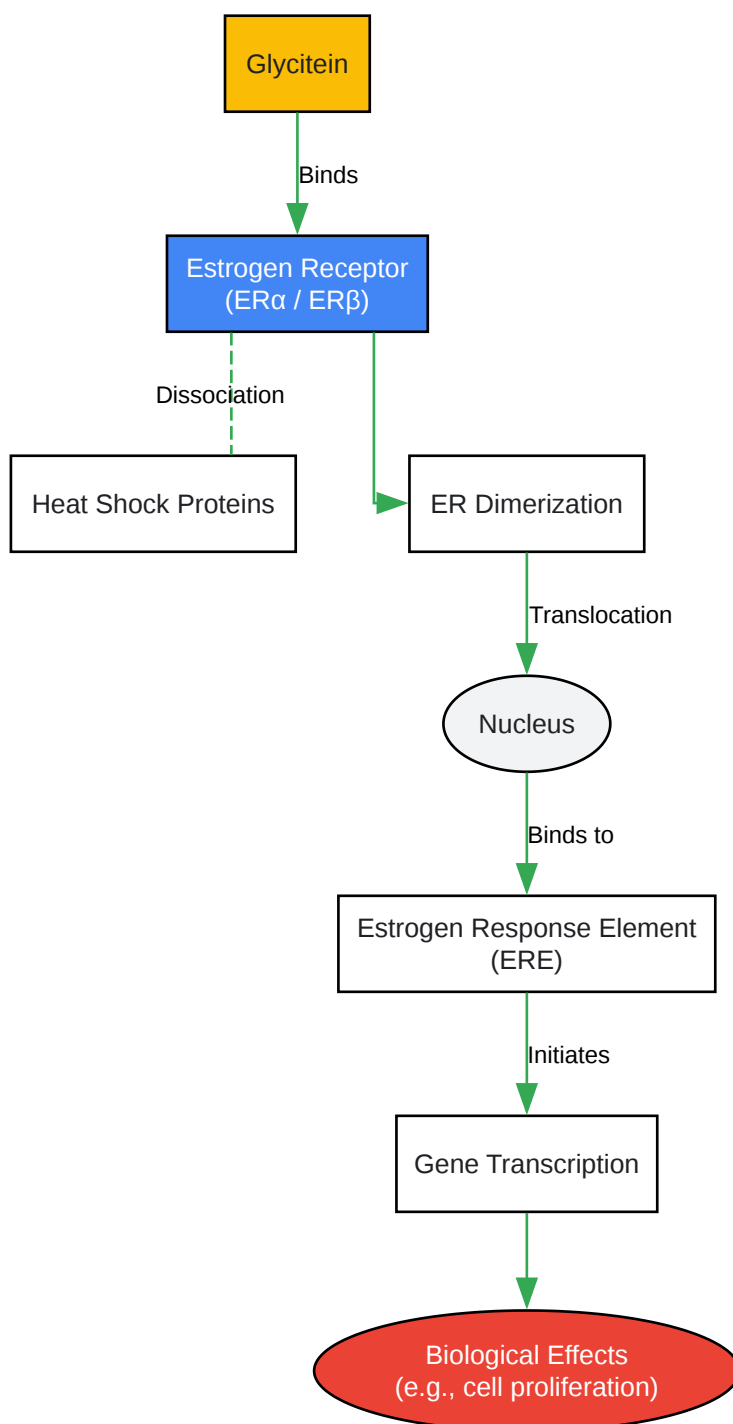 Glycitein
Binds
Estrogen Receptor
(ERα / ERβ)
Dissociation
Heat Shock Proteins
ER Dimerization
Translocation
Nucleus
Binds to
Estrogen Response Element
(ERE)
Initiates
Gene Transcription
Biological Effects
(e.g., cell proliferation)